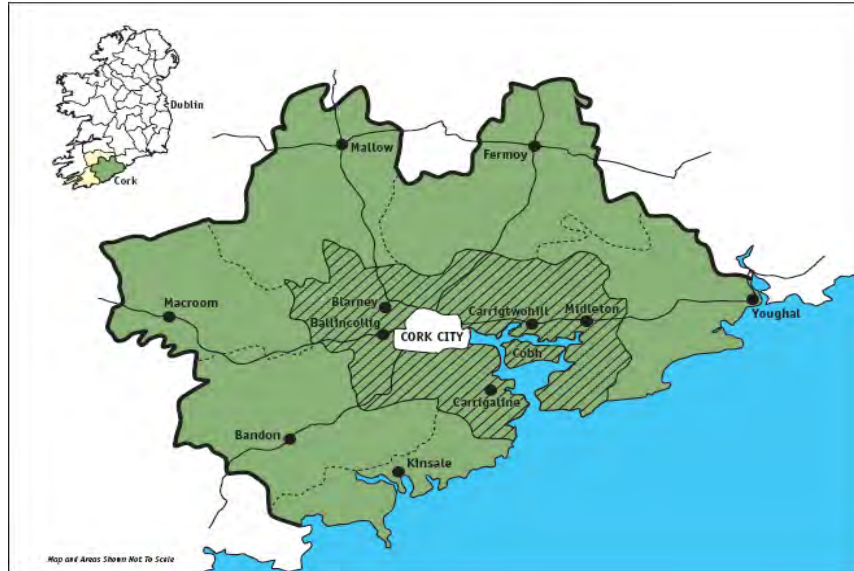 Dublin
Cork
Mallow
Fermoy
Macroom
Blarney
Ballincollig
CORK CITY
Carrigtwohill
Midleton
Youghal
Cobh
Carrigaline
Bandon
Kinsale
Map and Areas Shown Not To Scale